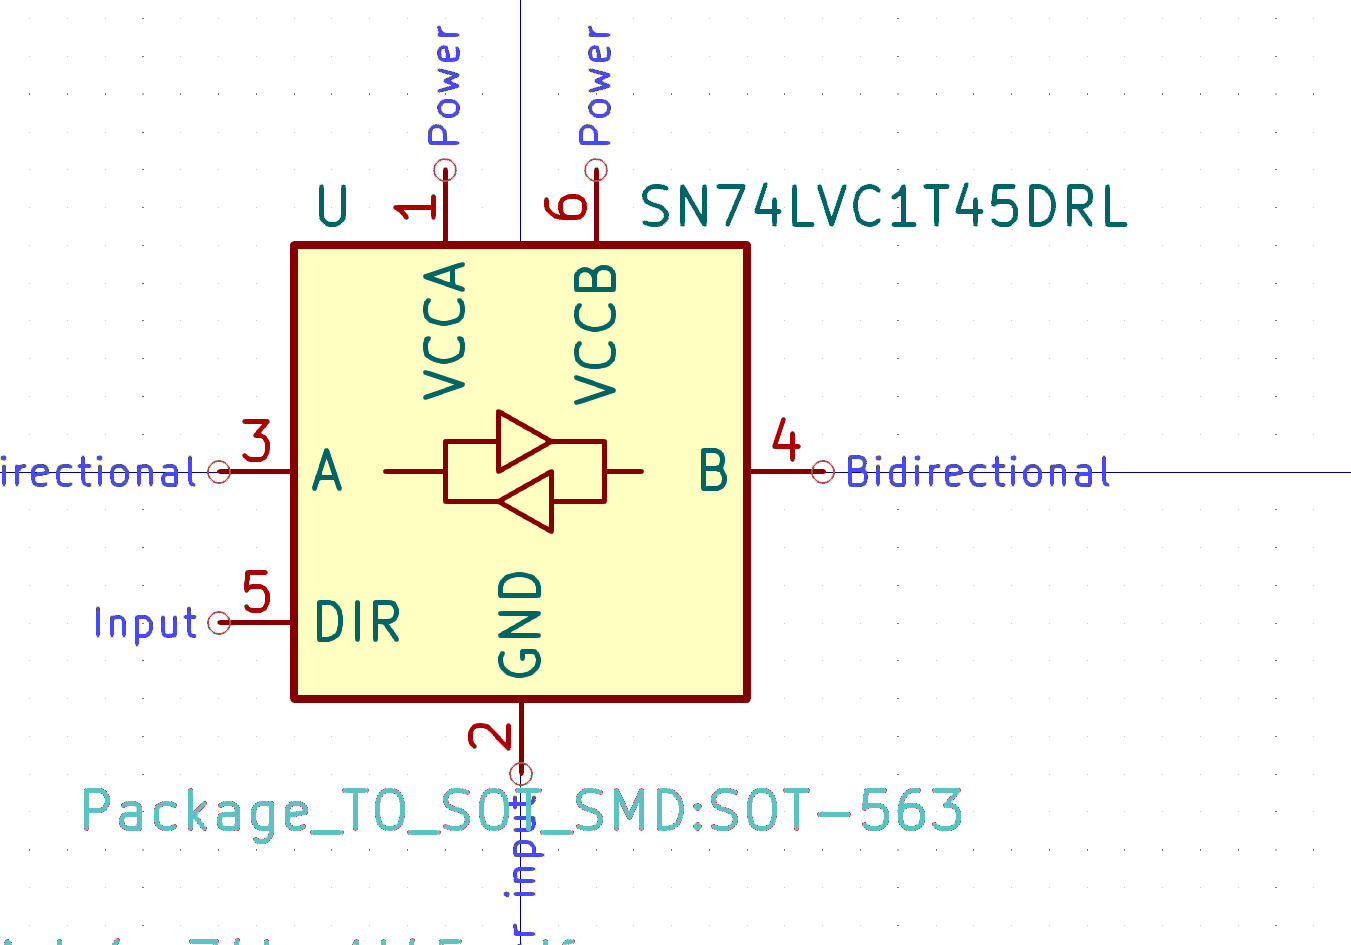 Power
Power
U
1
6
SN74LVC1T45DRL
VCCA
VCCB
irectional
3
A
B
4
Bidirectional
Input
5
DIR
GND
2
Package_TO_SOT_SMD:SOT-563
r input